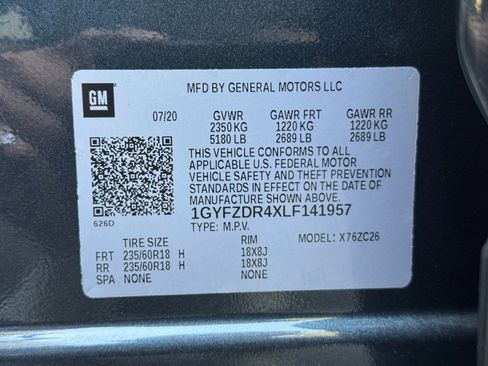 GM
MFD BY GENERAL MOTORS LLC
07/20 GVWR GAWR FRT GAWR RR
2350 KG 1220 KG 1220 KG
5180 LB 2689 LB 2689 LB
THIS VEHICLE CONFORMS TO ALL
APPLICABLE U.S. FEDERAL MOTOR
VEHICLE SAFETY AND THEFT PREVENTION
STANDARDS IN EFFECT ON THE DATE OF
MANUFACTURE SHOWN ABOVE.
1GYFZDR4XLF141957
626D
TYPE: M.P.V. MODEL: X76ZC26
TIRE SIZE RIM
FRT 235/60R18 H 18X8J
RR 235/60R18 H 18X8J
SPA NONE NONE